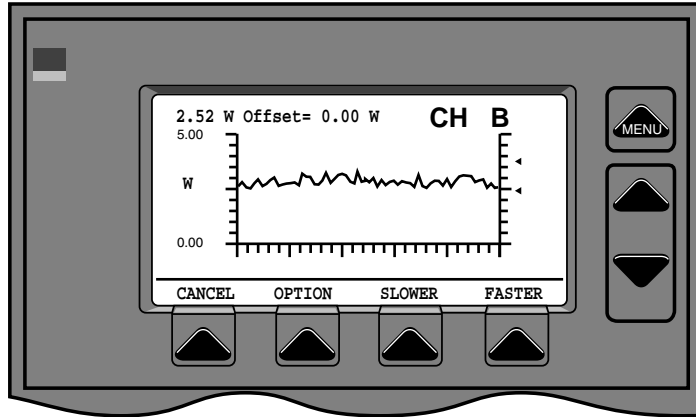 2.52 W Offset= 0.00 W CH B
5.00
W
0.00
CANCEL OPTION SLOWER FASTER
MENU